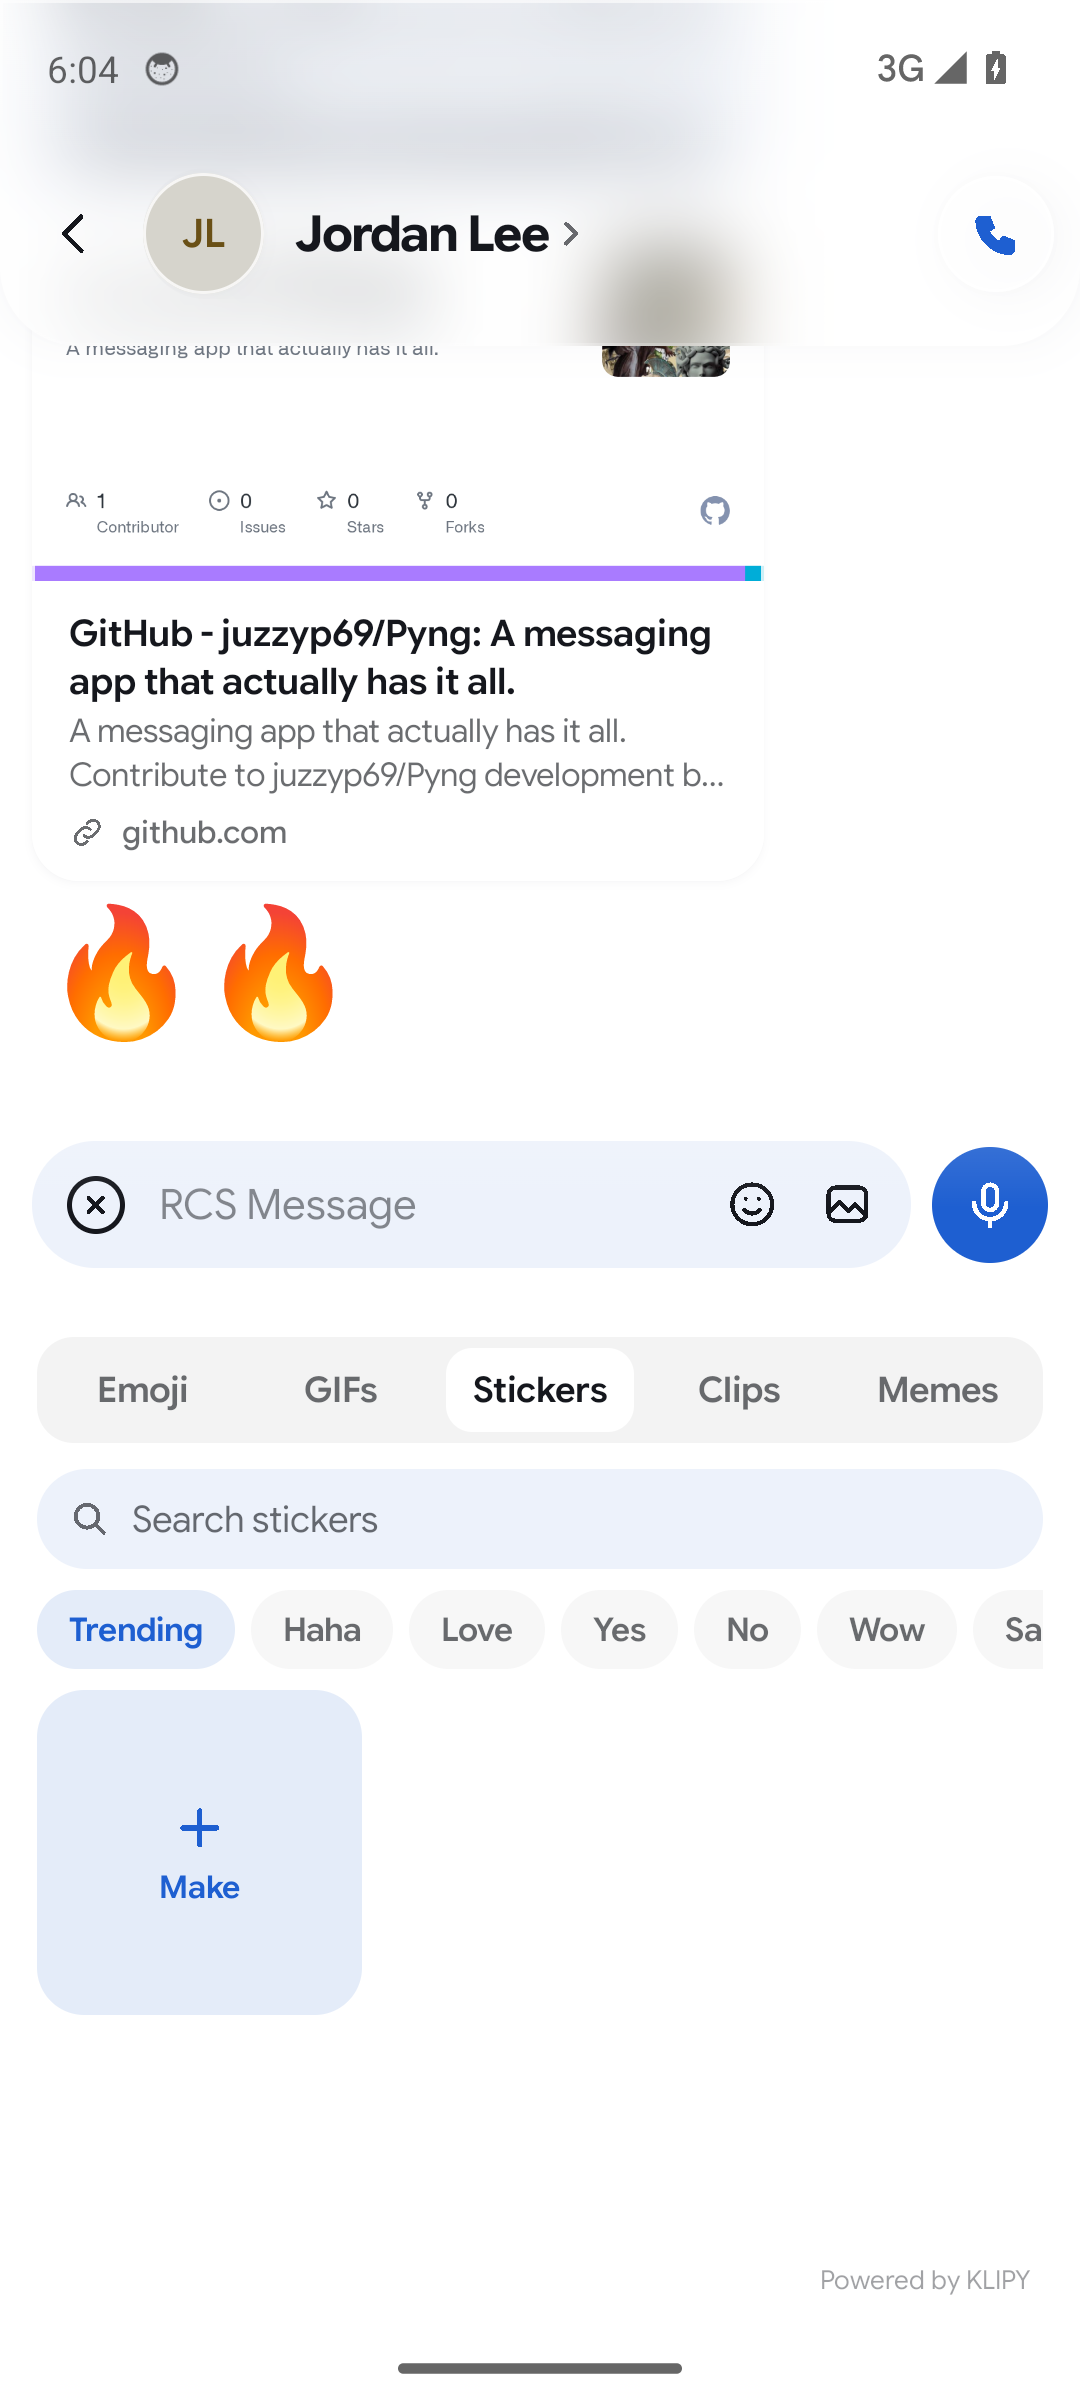 6:04
3G
JL
Jordan Lee
A messaging app that actually has it all.
1
Contributor
0
Issues
0
Stars
0
Forks
GitHub - juzzyp69/Pyng: A messaging
app that actually has it all.
A messaging app that actually has it all.
Contribute to juzzyp69/Pyng development b...
github.com
RCS Message
Emoji
GIFs
Stickers
Clips
Memes
Search stickers
Trending
Haha
Love
Yes
No
Wow
Sa
Make
Powered by KLIPY